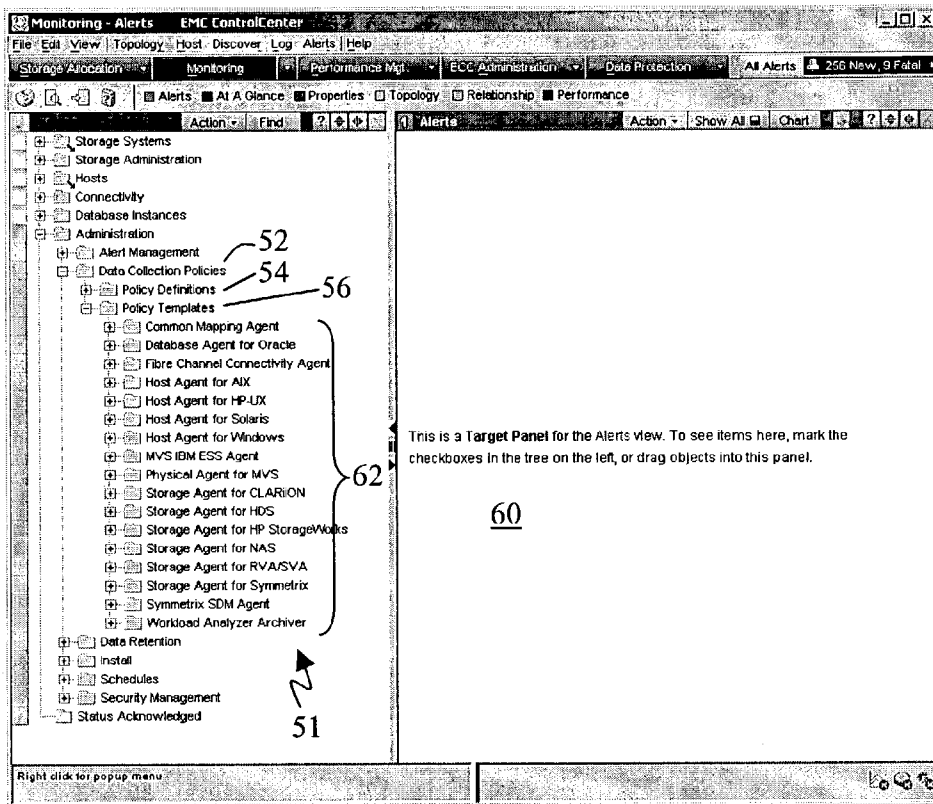 Monitoring - Alerts EMC ControlCenter
File Edit View Topology Host Discover Log Alerts Help
Storage Allocation Monitoring Performance Mgt. ECC Administration Data Protection All Alerts 256 New, 9 Fatal
Alerts At A Glance Properties Topology Relationship Performance
Action Find ? 1 Alerts Action Show All Chart ?
Storage Systems
Storage Administration
Hosts
Connectivity
Database Instances
Administration
Alert Management 52
Data Collection Policies 54
Policy Definitions 56
Policy Templates
Common Mapping Agent
Database Agent for Oracle
Fibre Channel Connectivity Agent
Host Agent for AIX
Host Agent for HP-UX
Host Agent for Solaris
Host Agent for Windows
MVS IBM ESS Agent
Physical Agent for MVS
Storage Agent for CLARiiON
Storage Agent for HDS
Storage Agent for HP StorageWorks
Storage Agent for NAS
Storage Agent for RVA/SVA
Storage Agent for Symmetrix
Symmetrix SDM Agent
Workload Analyzer Archiver
62
Data Retention
Install
Schedules
Security Management
Status Acknowledged
51
This is a Target Panel for the Alerts view. To see items here, mark the
checkboxes in the tree on the left, or drag objects into this panel.
60
Right click for popup menu